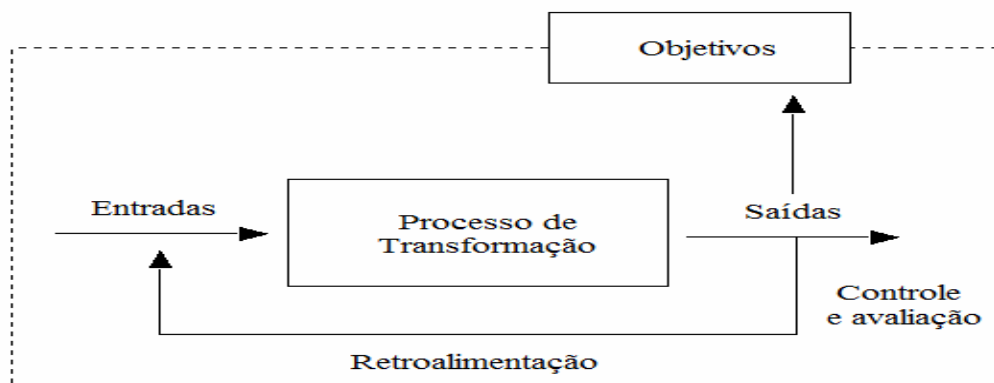 Objetivos
Entradas
Processo de
Transformação
Saídas
Controle
e avaliação
Retroalimentação